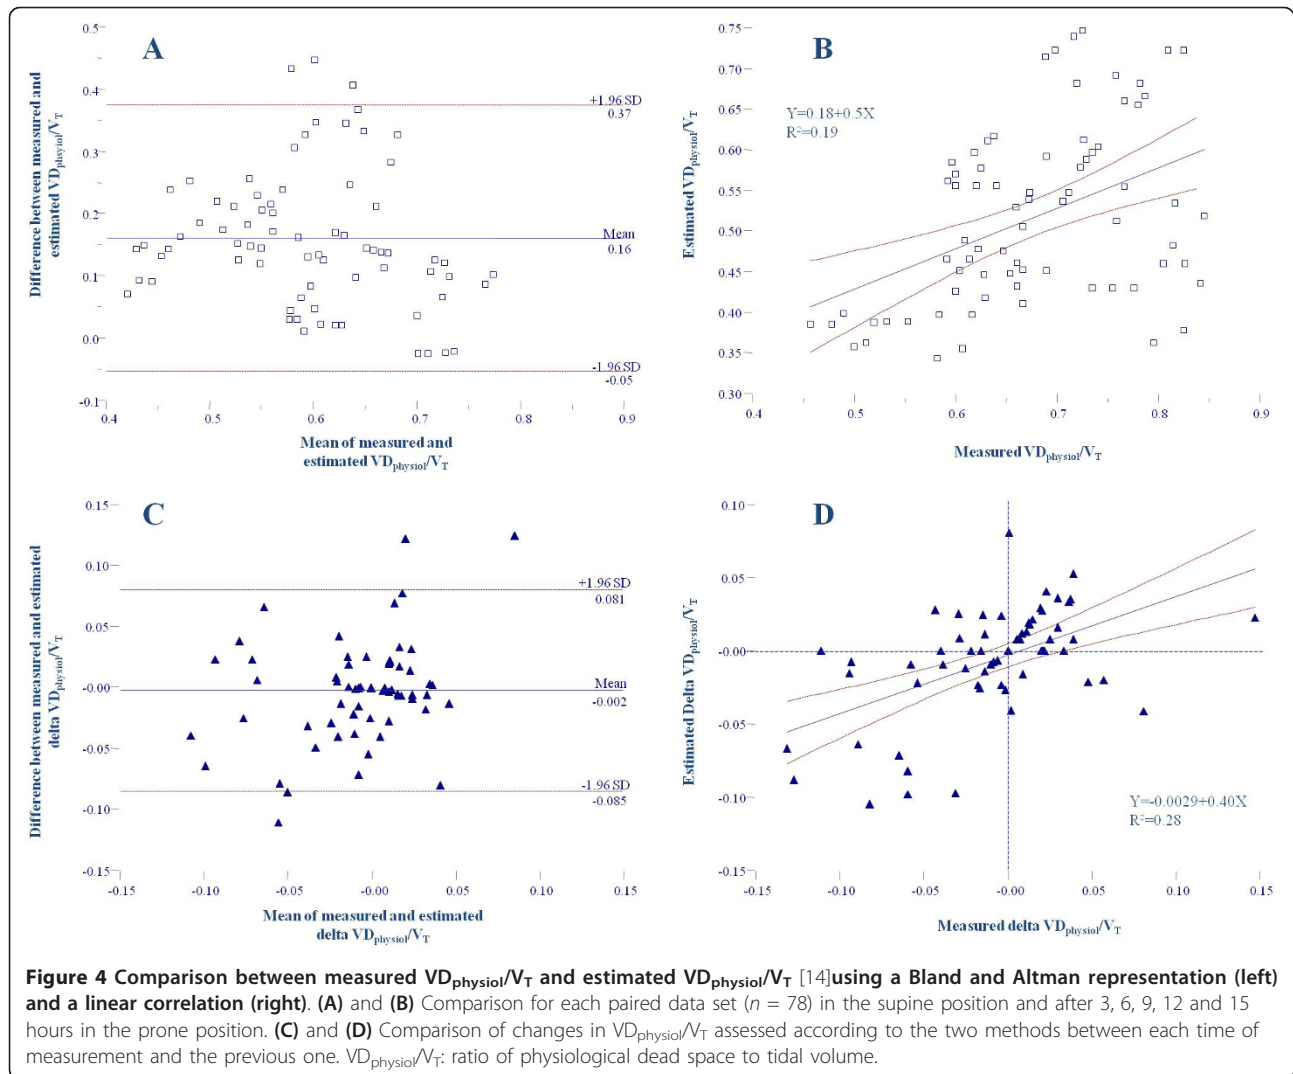 A
Difference between measured and
estimated VDphsyiol/VT
0.5
0.4
0.3
0.2
0.1
0.0
-0.1
+1.96 SD
0.37
Mean
0.16
-1.96 SD
-0.05
0.4 0.5 0.6 0.7 0.8 0.9
Mean of measured and
estimated VDphysiol/VT
B
Estimated VDphysiol/VT
0.75
0.70
0.65
0.60
0.55
0.50
0.45
0.40
0.35
0.30
Y=0.18+0.5X
R²=0.19
0.4 0.5 0.6 0.7 0.8 0.9
Measured VDphysiol/VT
C
Difference between measured and estimated
delta VDphysiol/VT
0.15
0.10
0.05
-0.00
-0.05
-0.10
-0.15
+1.96 SD
0.081
Mean
-0.002
-1.96 SD
-0.085
-0.15 -0.10 -0.05 -0.00 0.05 0.10 0.15
Mean of measured and estimated
delta VDphysiol/VT
D
Estimated Delta VDphysiol/VT
0.10
0.05
-0.00
-0.05
-0.10
-0.15
Y=-0.0029+0.40X
R²=0.28
-0.15 -0.10 -0.05 -0.00 0.05 0.10 0.15
Measured delta VDphysiol/VT
Figure 4 Comparison between measured VDphysiol/VT and estimated VDphysiol/VT [14]using a Bland and Altman representation (left)
and a linear correlation (right). (A) and (B) Comparison for each paired data set (n = 78) in the supine position and after 3, 6, 9, 12 and 15
hours in the prone position. (C) and (D) Comparison of changes in VDphysiol/VT assessed according to the two methods between each time of
measurement and the previous one. VDphysiol/VT: ratio of physiological dead space to tidal volume.